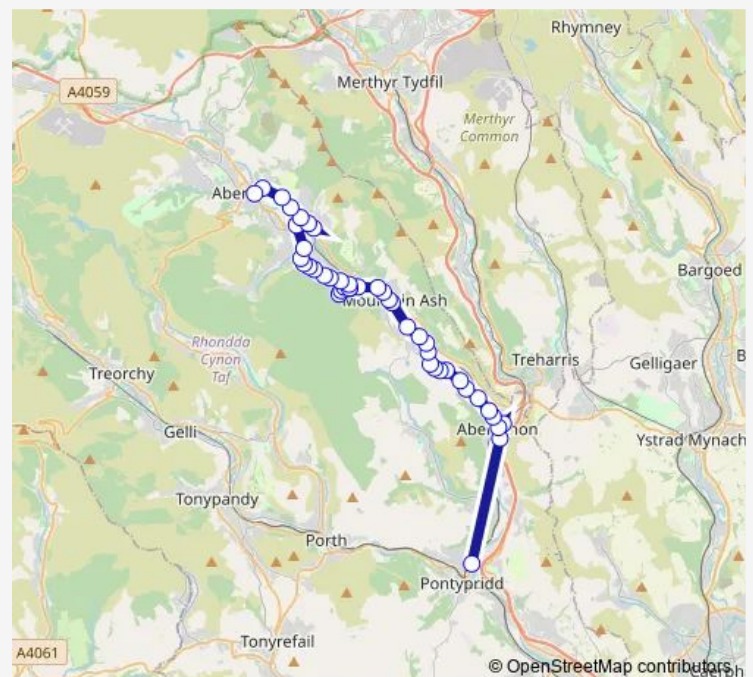 Rhymney
Merthyr Tydfil
A4059
Merthyr
Common
Aber
Bargoed
Mountain Ash
Rhondda
Cynon
Taf
Treharris
Gelligaer
Treorchy
Gelli
Ystrad Mynach
Tonypandy
Porth
Pontypridd
Tonyrefail
A4061
© OpenStreetMap contributors